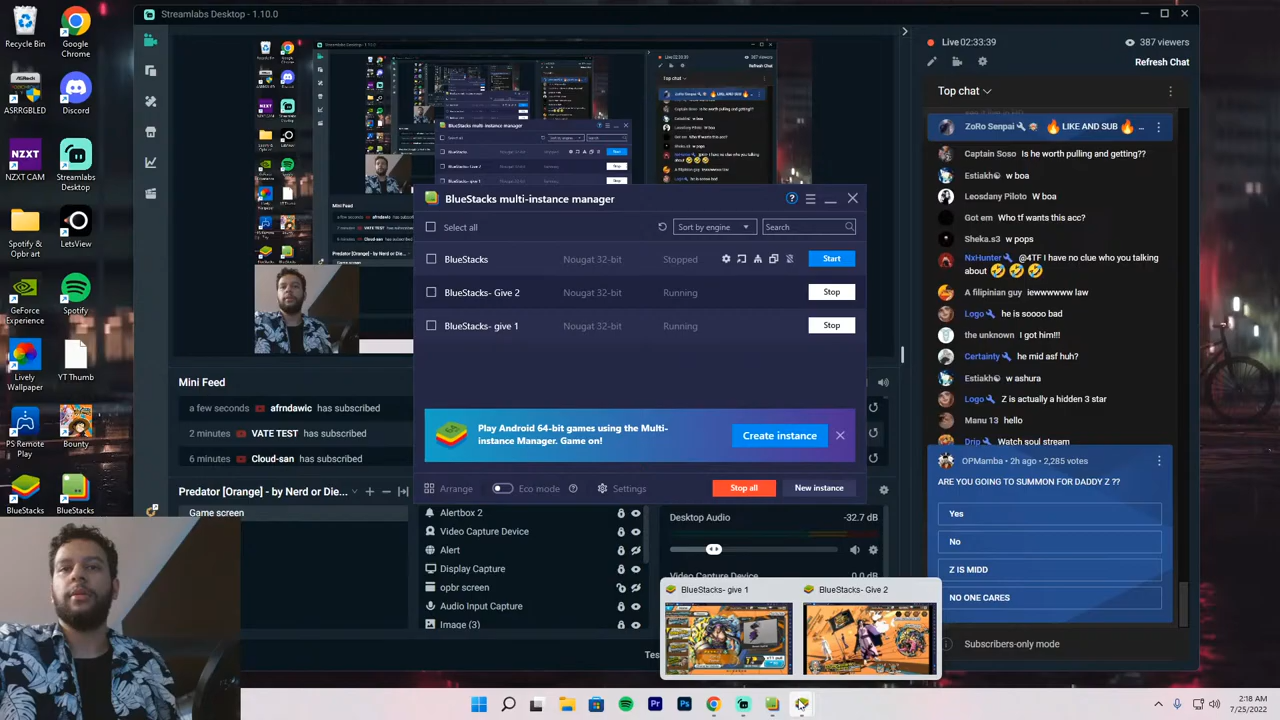 Streamlabs Desktop - 1.10.0
Recycle Bin
Google Chrome
Discord
NZXT CAM
Streamlabs Desktop
Spotify & Opbr art
LetsView
GeForce Experience
Spotify
Lively Wallpaper
YT Thumb
PS Remote Play
Bounty
BlueStacks
BlueStacks
Live 02:33:39
387 viewers
Refresh Chat
Top chat
ZoRo Senpai LIKE AND SUB
Captain Soso Is he worth pulling and getting??
Estiakh W boa
Leosdany Piloto W boa
Got em Who tf wants this acc?
Sheka.s3 w pops
NxHunter @4TF I have no clue who you talking
about
A filipinian guy iewwwwww law
Logo is soooo bad
the unknown I got him!!!
Certainty he mid asf huh?
Estiakh w ashura
Logo Z is actually a hidden 3 star
Manu 13 hello
Drip Watch soul stream
OPMamba • 2h ago • 2,285 votes
ARE YOU GOING TO SUMMON FOR DADDY Z ??
Yes
No
Z IS MIDD
NO ONE CARES
Subscribers-only mode
BlueStacks multi-instance manager
Select all
Sort by engine
Search
BlueStacks Nougat 32-bit Stopped Start
BlueStacks- Give 2 Nougat 32-bit Running Stop
BlueStacks- give 1 Nougat 32-bit Running Stop
Play Android 64-bit games using the Multi-
instance Manager. Game on!
Create instance
Arrange Eco mode Settings Stop all New instance
Mini Feed
a few seconds afrndawic has subscribed
2 minutes VATE TEST has subscribed
6 minutes Cloud-san has subscribed
Predator [Orange] - by Nerd or Die...
Game screen
Alertbox 2
Video Capture Device
Alert
Display Capture
opbr screen
Audio Input Capture
Image (3)
Desktop Audio -32.7 dB
BlueStacks- give 1
BlueStacks- Give 2
2:18 AM
7/25/2022